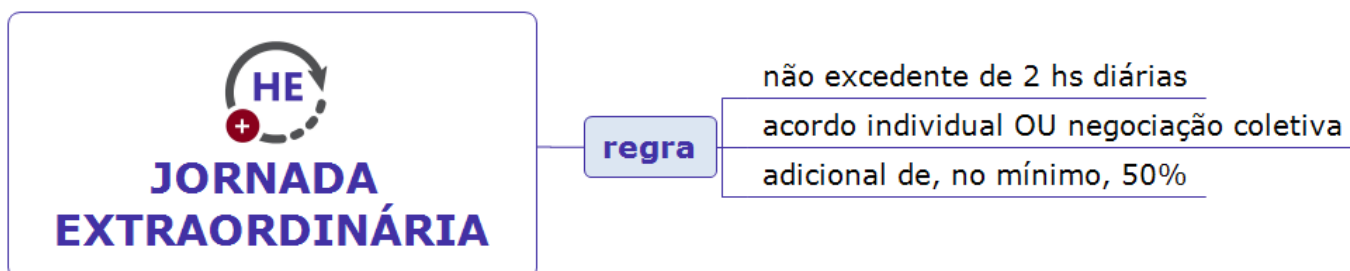 HE
+
JORNADA
EXTRAORDINÁRIA
regra
não excedente de 2 hs diárias
acordo individual OU negociação coletiva
adicional de, no mínimo, 50%